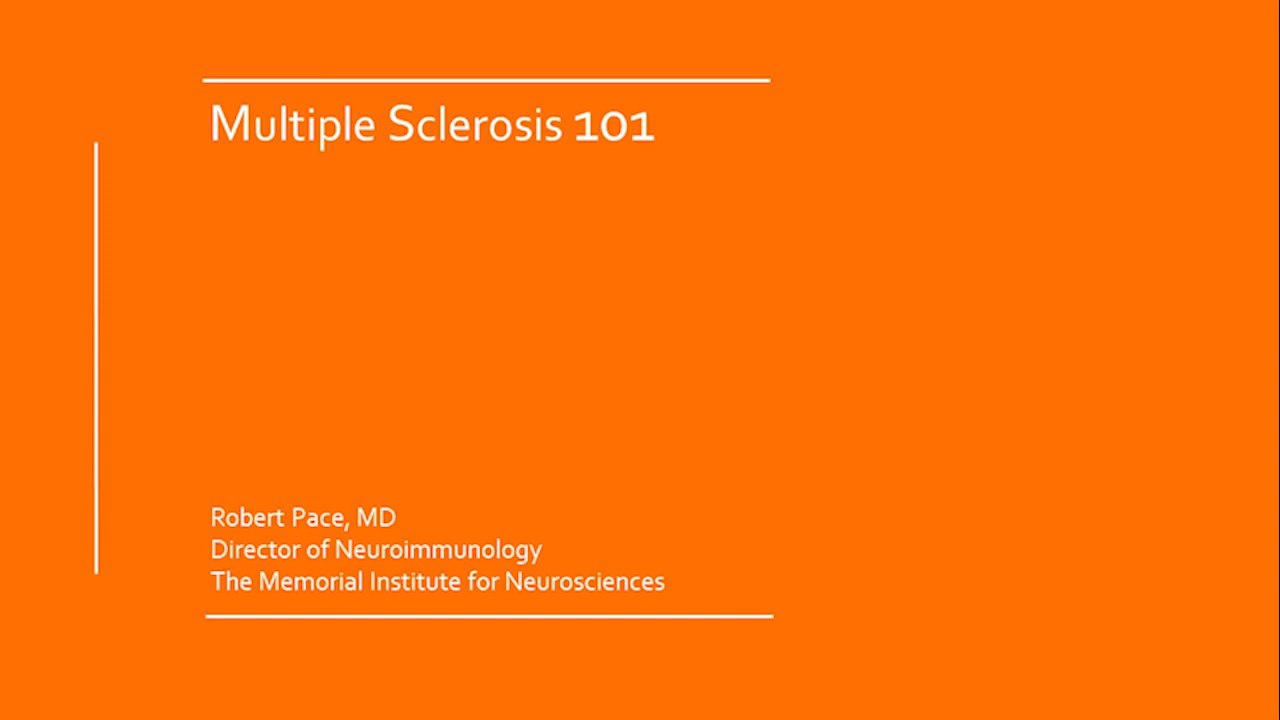 Multiple Sclerosis 101
Robert Pace, MD
Director of Neuroimmunology
The Memorial Institute for Neurosciences